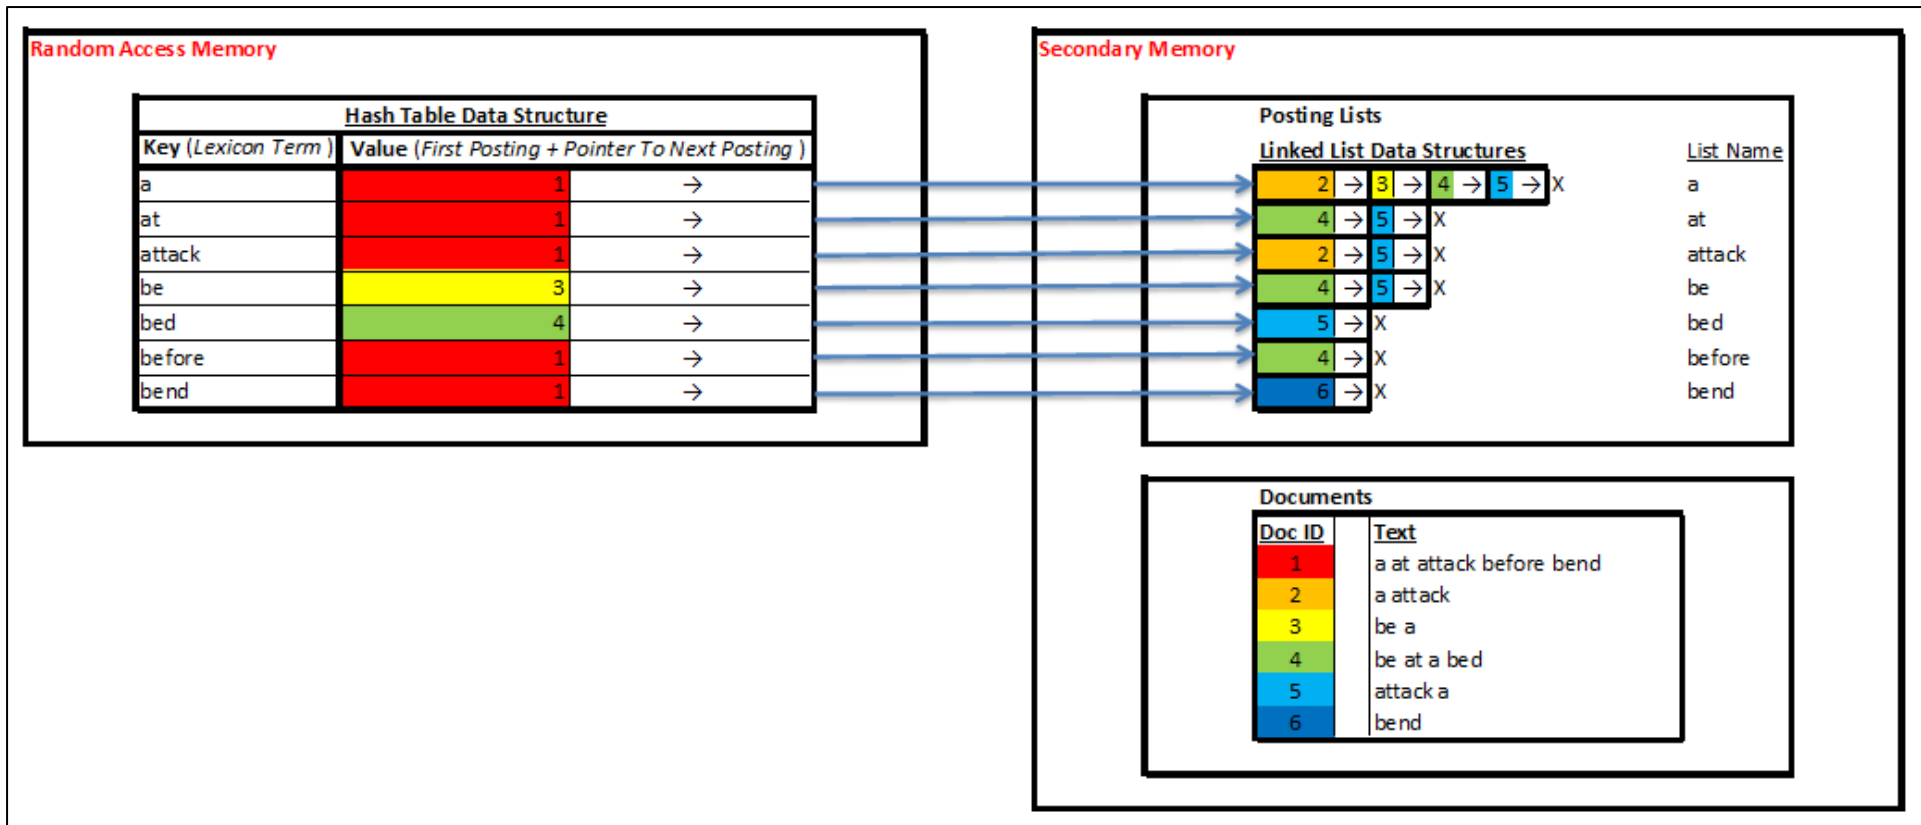 Random Access Memory
Hash Table Data Structure
Key (Lexicon Term ) Value (First Posting + Pointer To Next Posting )
a 1 →
at 1 →
attack 1 →
be 3 →
bed 4 →
before 1 →
bend 1 →
Secondary Memory
Posting Lists
Linked List Data Structures List Name
2 → 3 → 4 → 5 → X a
4 → 5 → X at
2 → 5 → X attack
4 → 5 → X be
5 → X bed
4 → X before
6 → X bend
Documents
Doc ID Text
1 a at attack before bend
2 a attack
3 be a
4 be at a bed
5 attack a
6 bend